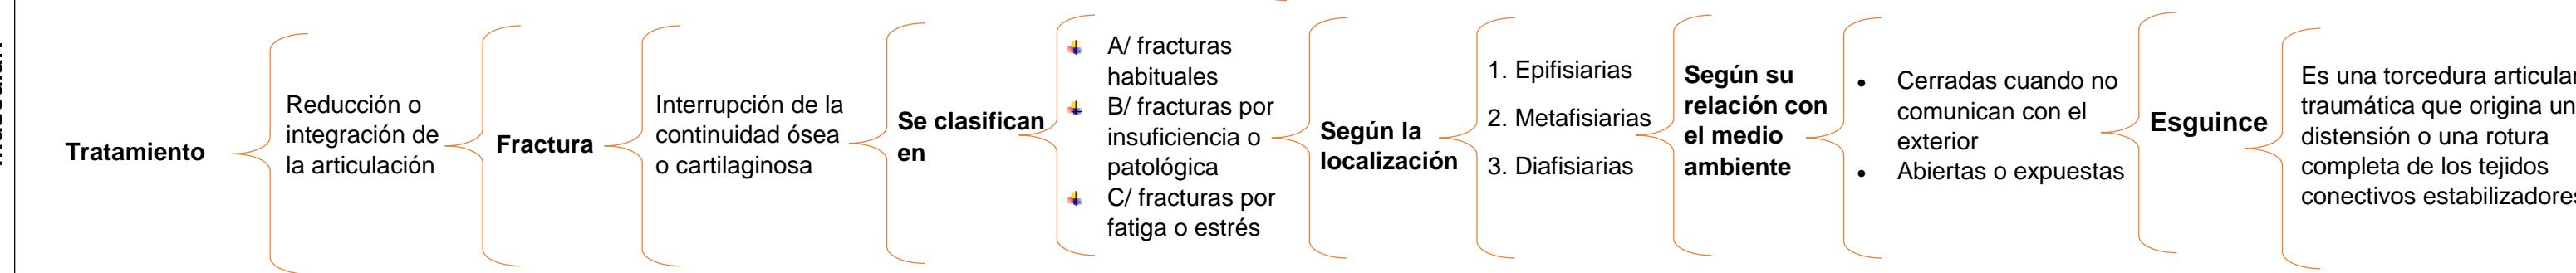 Tratamiento
Reducción o
integración de
la articulación
Fractura
Interrupción de la
continuidad ósea
o cartilaginosa
Se clasifican
en
A/ fracturas
habituales
B/ fracturas por
insuficiencia o
patológica
C/ fracturas por
fatiga o estrés
Según la
localización
1. Epifisiarias
2. Metafisiarias
3. Diafisiarias
Según su
relación con
el medio
ambiente
Cerradas cuando no
comunican con el
exterior
Abiertas o expuestas
Esguince
Es una torcedura articular
traumática que origina un
distensión o una rotura
completa de los tejidos
conectivos estabilizadores